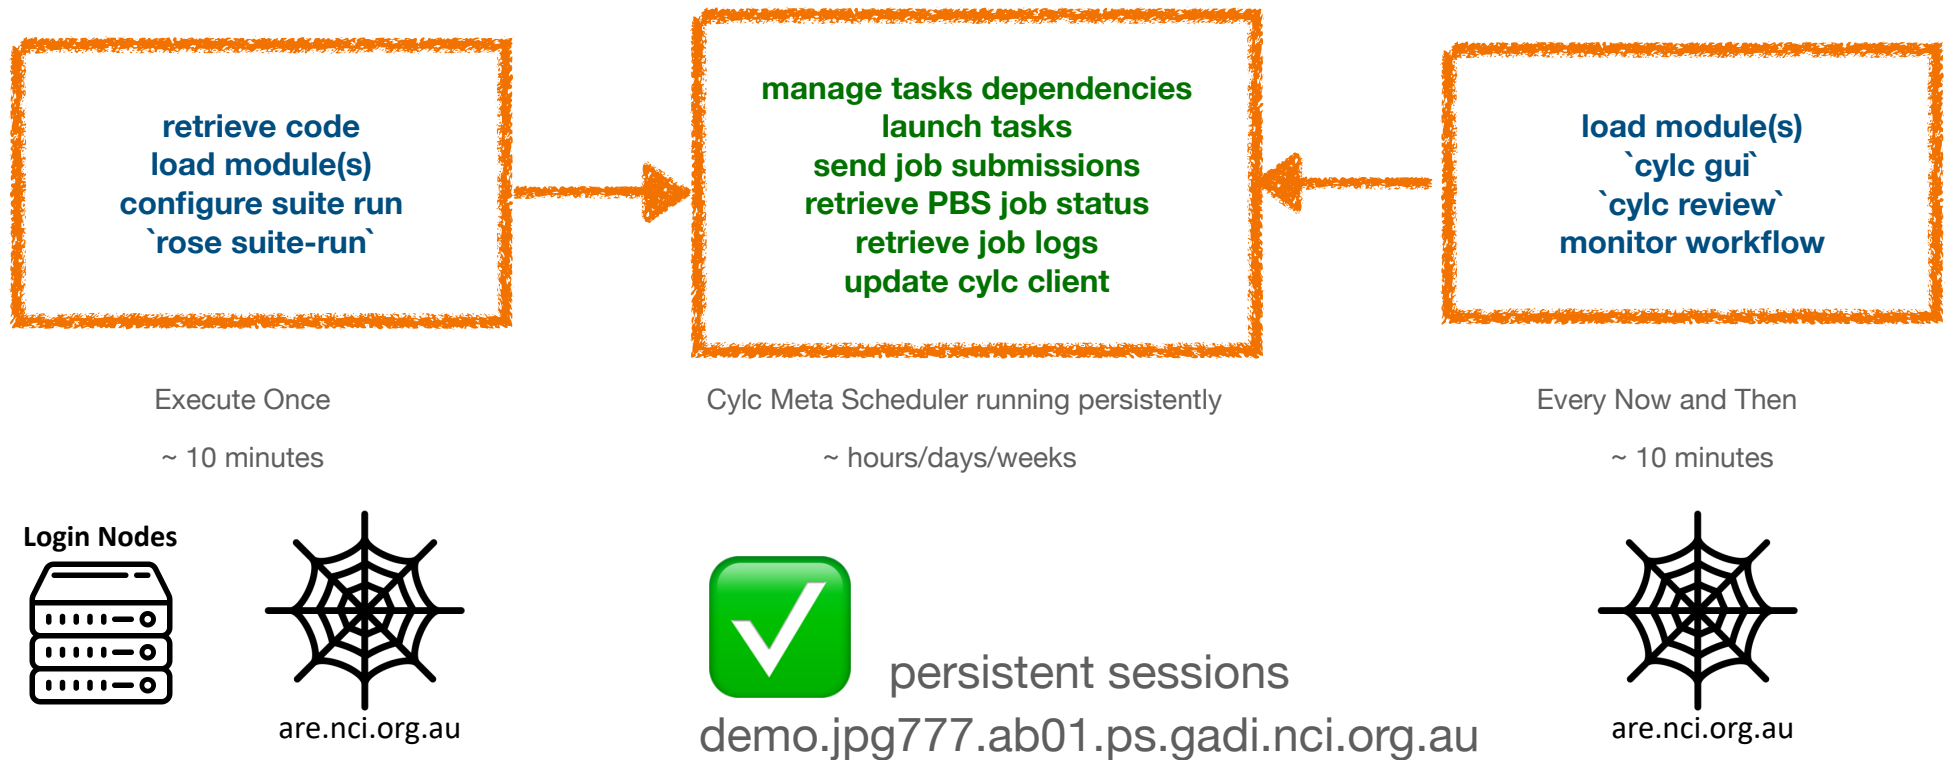 retrieve code
load module(s)
configure suite run
`rose suite-run`
manage tasks dependencies
launch tasks
send job submissions
retrieve PBS job status
retrieve job logs
update cylc client
load module(s)
`cylc gui`
`cylc review`
monitor workflow
Execute Once
~ 10 minutes
Cylc Meta Scheduler running persistently
~ hours/days/weeks
Every Now and Then
~ 10 minutes
Login Nodes
are.nci.org.au
persistent sessions
demo.jpg777.ab01.ps.gadi.nci.org.au
are.nci.org.au